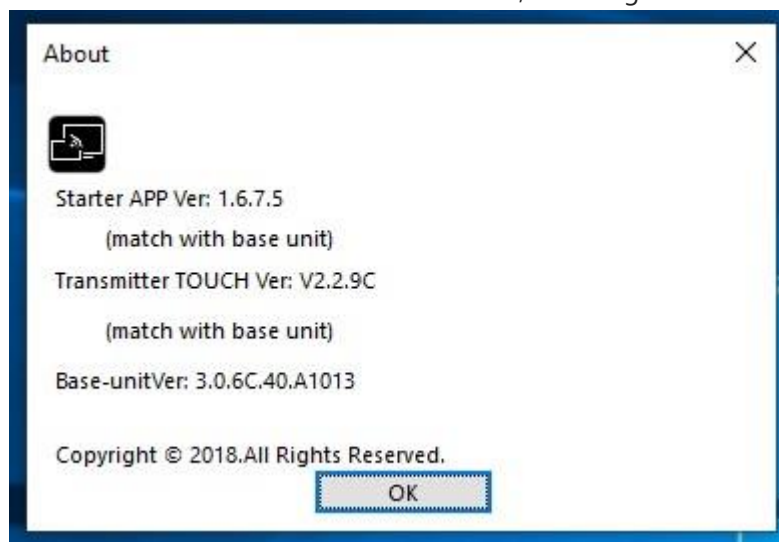 About
Starter APP Ver: 1.6.7.5
(match with base unit)
Transmitter TOUCH Ver: V2.2.9C
(match with base unit)
Base-unitVer: 3.0.6C.40.A1013
Copyright © 2018.All Rights Reserved.
OK